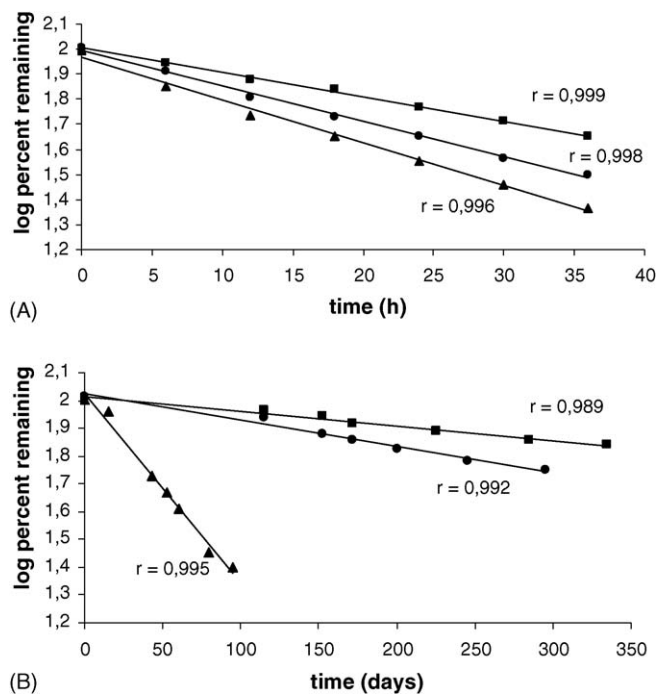 2,1
2
1,9
1,8
1,7
1,6
1,5
1,4
1,3
1,2
log percent remaining
r = 0,999
r = 0,998
r = 0,996
0 5 10 15 20 25 30 35 40
time (h)
(A)
2,1
2
1,9
1,8
1,7
1,6
1,5
1,4
1,3
1,2
log percent remaining
r = 0,989
r = 0,992
r = 0,995
0 50 100 150 200 250 300 350
time (days)
(B)